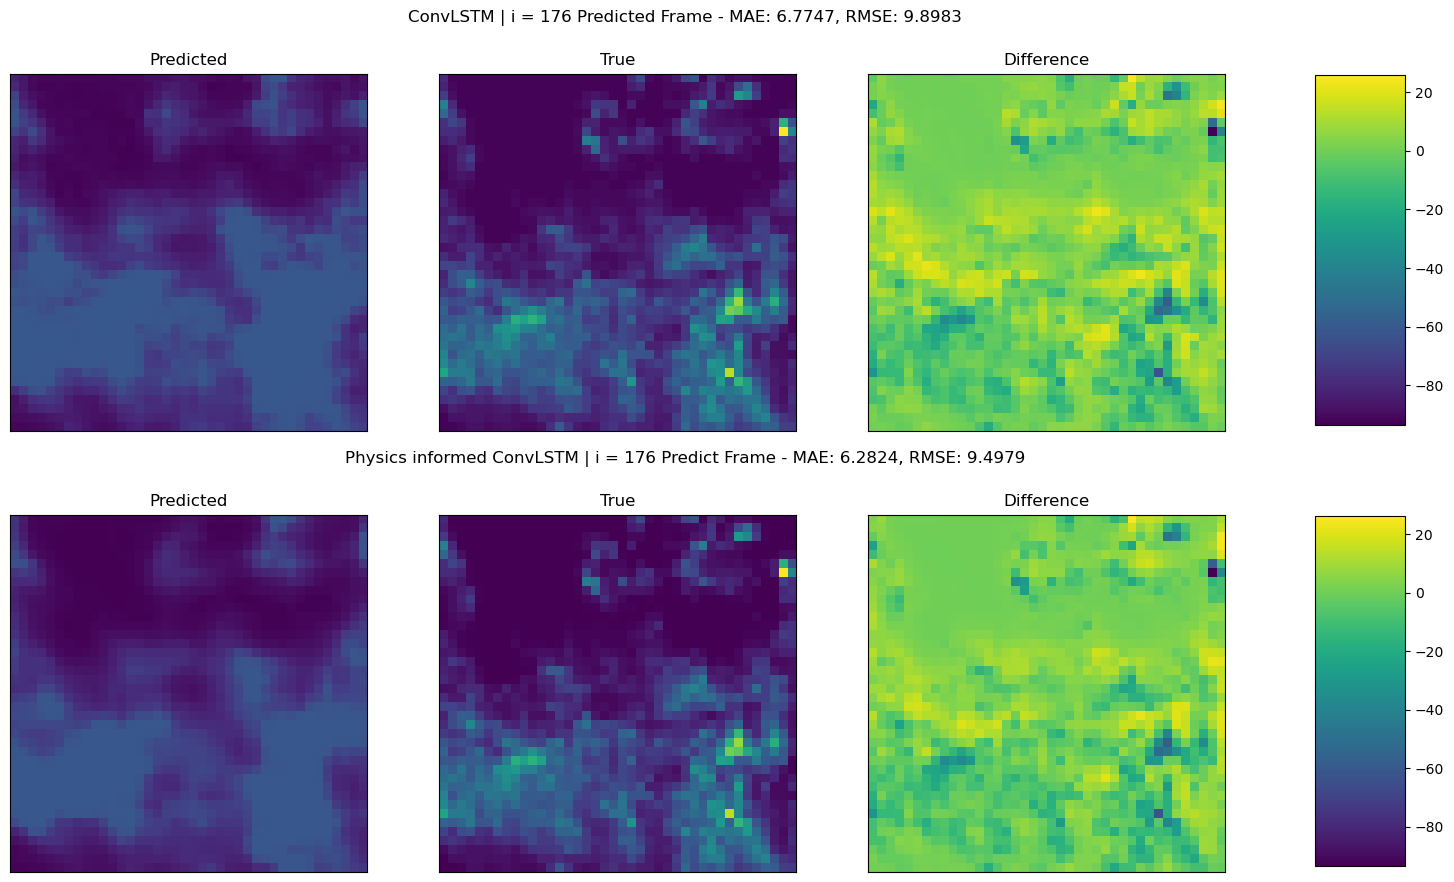 ConvLSTM | i = 176 Predicted Frame - MAE: 6.7747, RMSE: 9.8983
Predicted
True
Difference
20
0
−20
−40
−60
−80
Physics informed ConvLSTM | i = 176 Predict Frame - MAE: 6.2824, RMSE: 9.4979
Predicted
True
Difference
20
0
−20
−40
−60
−80